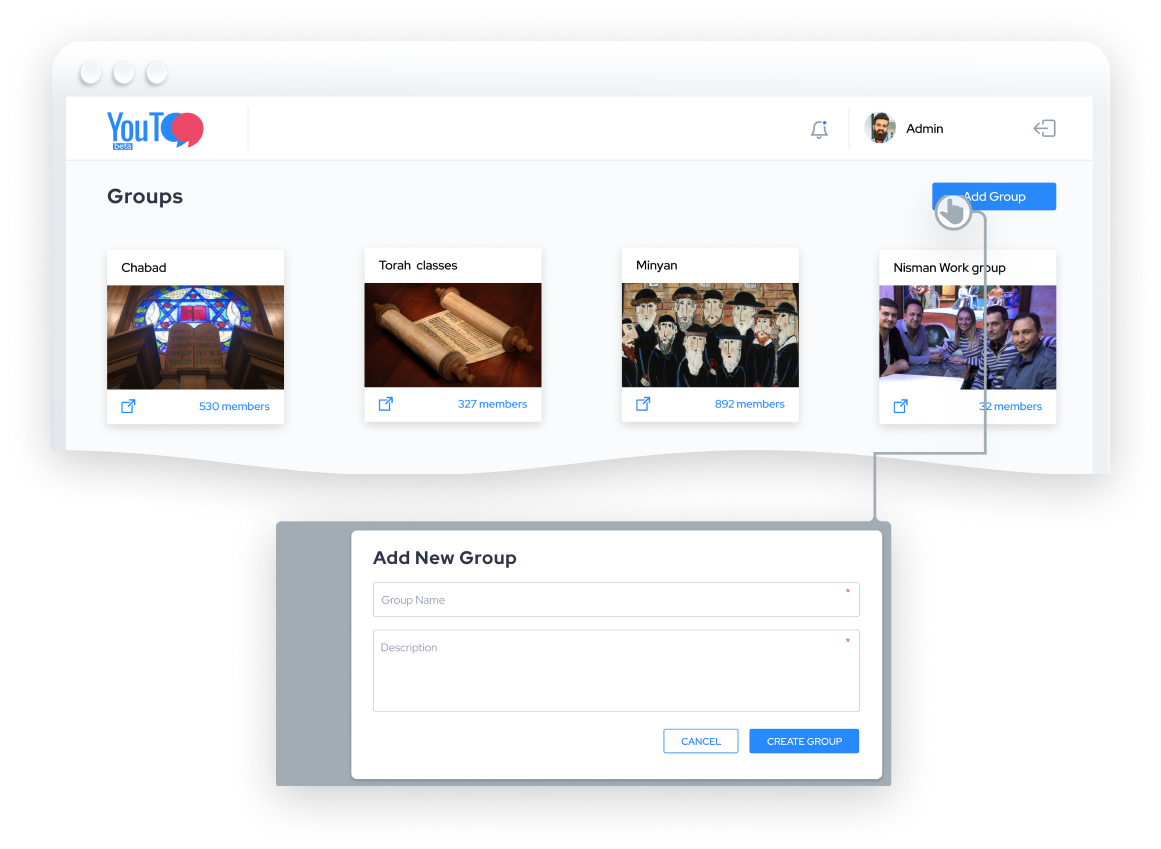 YouToo
beta
Admin
Groups
Add Group
Chabad
Torah classes
Minyan
Nisman Work group
530 members
327 members
892 members
32 members
Add New Group
Group Name *
Description *
CANCEL
CREATE GROUP